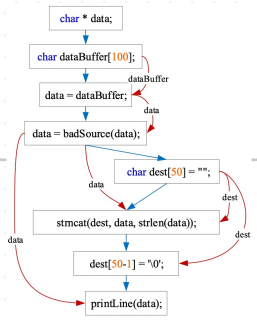 char * data;
char dataBuffer[100];
dataBuffer
data = dataBuffer;
data
data = badSource(data);
char dest[50] = "";
data
dest
strncat(dest, data, strlen(data));
dest
data
dest[50-1] = '\0';
printLine(data);